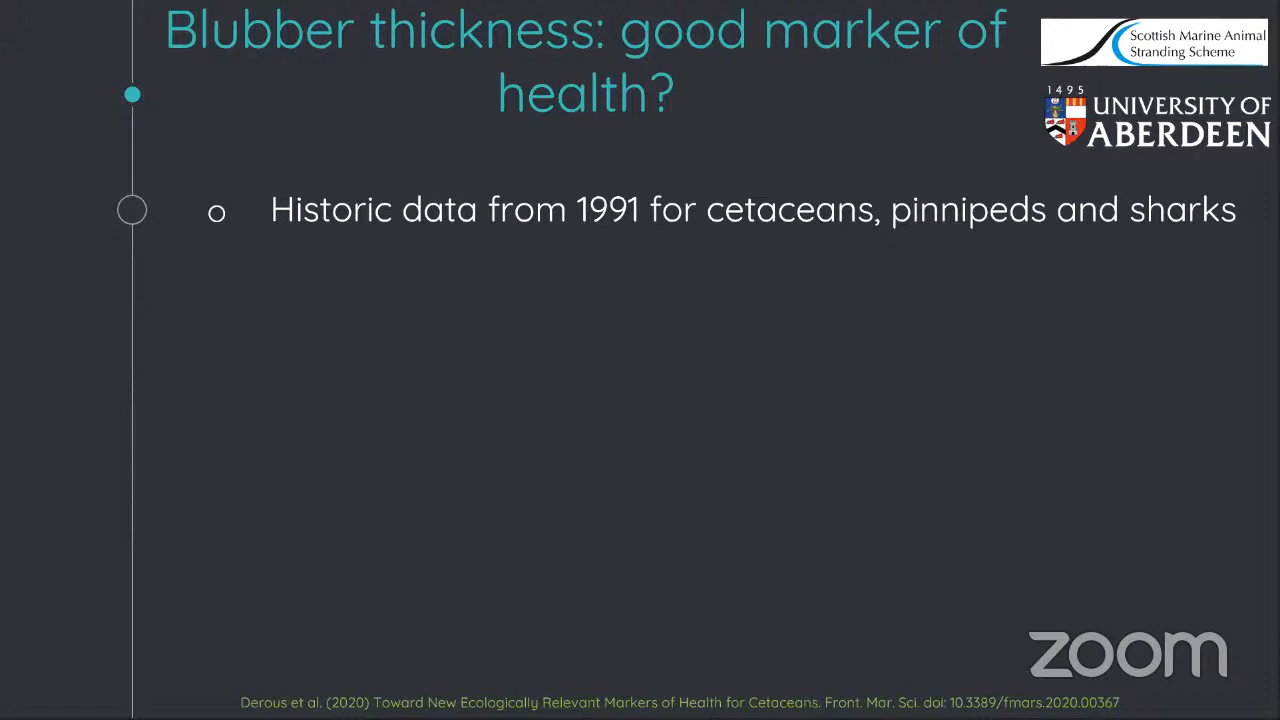 Blubber thickness: good marker of
health?
Scottish Marine Animal
Stranding Scheme
1495
UNIVERSITY OF
ABERDEEN
o Historic data from 1991 for cetaceans, pinnipeds and sharks
zoom
Derous et al. (2020) Toward New Ecologically Relevant Markers of Health for Cetaceans. Front. Mar. Sci. doi: 10.3389/fmars.2020.00367